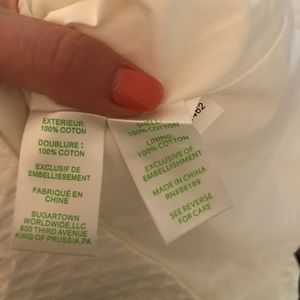 EXTERIEUR:
100% COTON
DOUBLURE :
100% COTON
EXCLUSIF DE
EMBELLISSEMENT
FABRIQUÉ EN
CHINE
SUGARTOWN
WORLDWIDE, LLC
800 THIRD AVENUE
KING OF PRUSSIA, PA
SHELL:
100% COTTON
LINING:
100% COTTON
EXCLUSIVE OF
EMBELLISHMENT
MADE IN CHINA
RN#88189
SEE REVERSE
FOR CARE